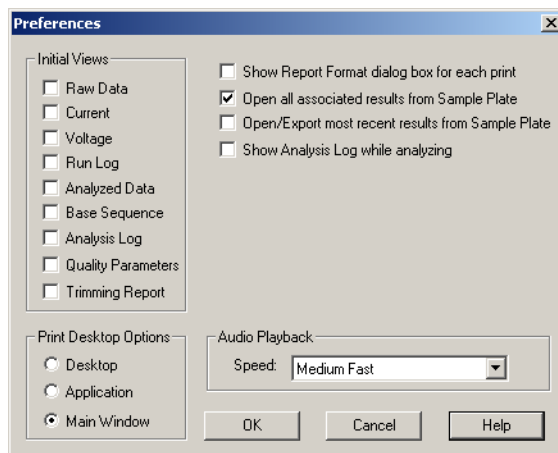 Preferences
Initial Views
Raw Data
Current
Voltage
Run Log
Analyzed Data
Base Sequence
Analysis Log
Quality Parameters
Trimming Report
Show Report Format dialog box for each print
Open all associated results from Sample Plate
Open/Export most recent results from Sample Plate
Show Analysis Log while analyzing
Print Desktop Options
Desktop
Application
Main Window
Audio Playback
Speed: Medium Fast
OK Cancel Help